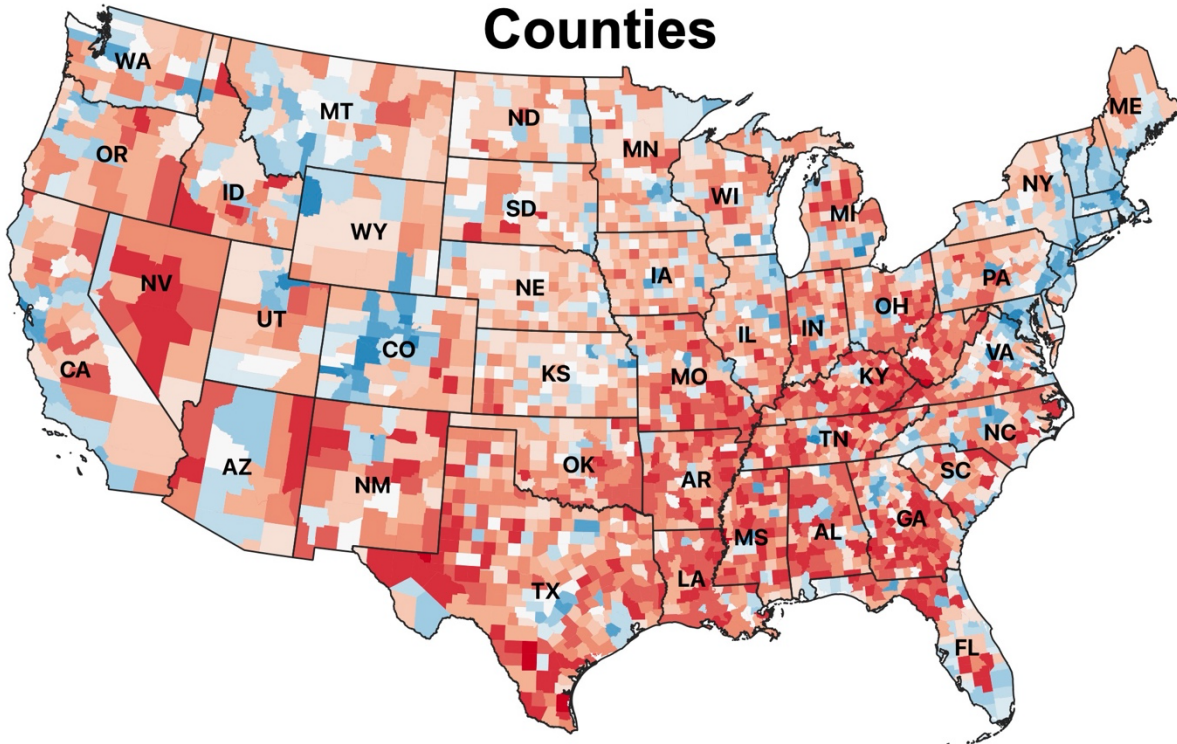 Counties
WA
MT
ND
MN
ME
OR
ID
SD
WI
MI
NY
WY
NV
UT
CO
NE
IA
PA
IL
IN
OH
CA
KS
MO
KY
VA
AZ
NM
OK
AR
TN
NC
SC
MS
AL
GA
TX
LA
FL